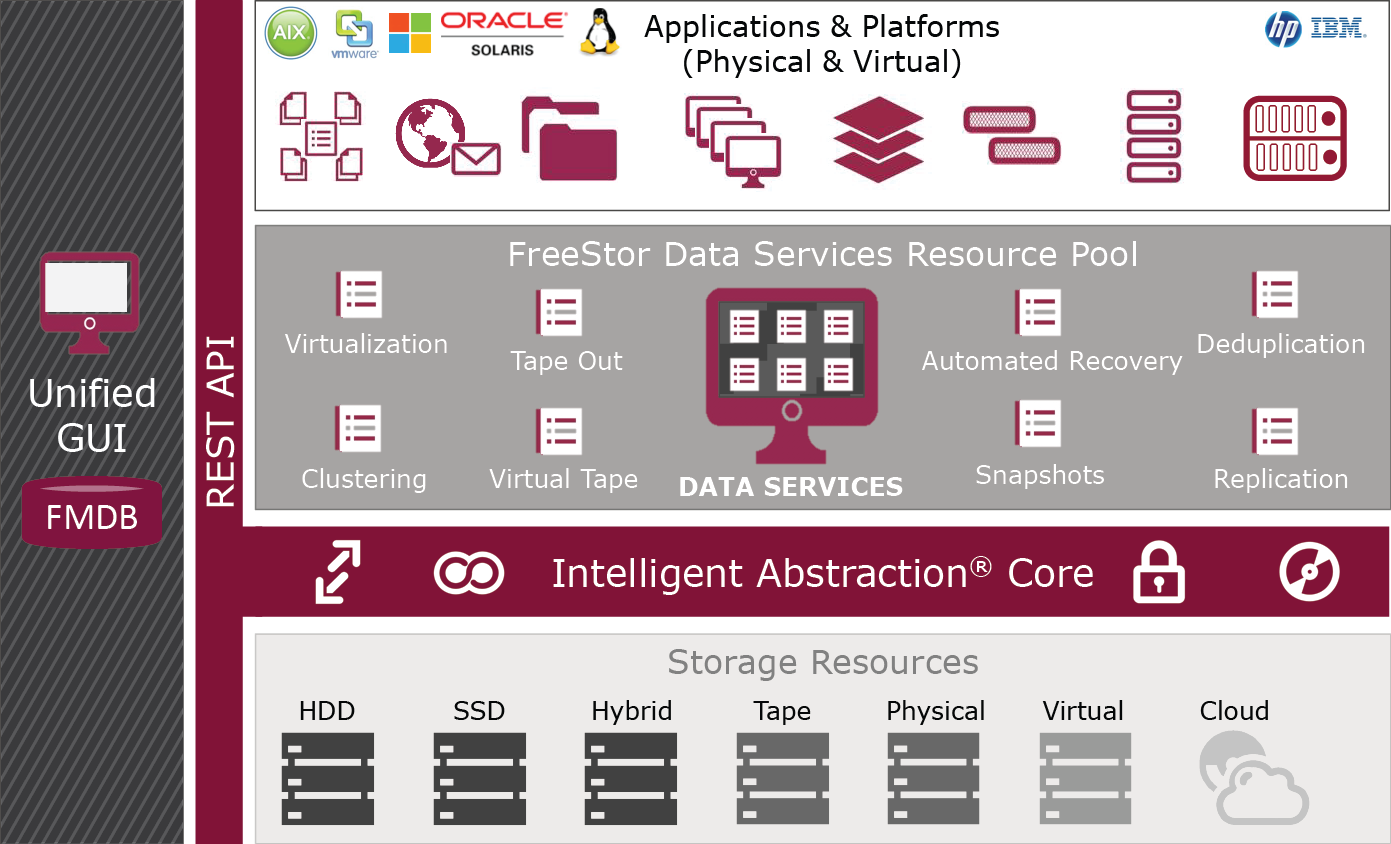 AIX
vmware
ORACLE
SOLARIS
Applications & Platforms
(Physical & Virtual)
hp
IBM
Unified
GUI
FMDB
REST API
FreeStor Data Services Resource Pool
Virtualization
Tape Out
Automated Recovery
Deduplication
Clustering
Virtual Tape
DATA SERVICES
Snapshots
Replication
Intelligent Abstraction® Core
Storage Resources
HDD
SSD
Hybrid
Tape
Physical
Virtual
Cloud